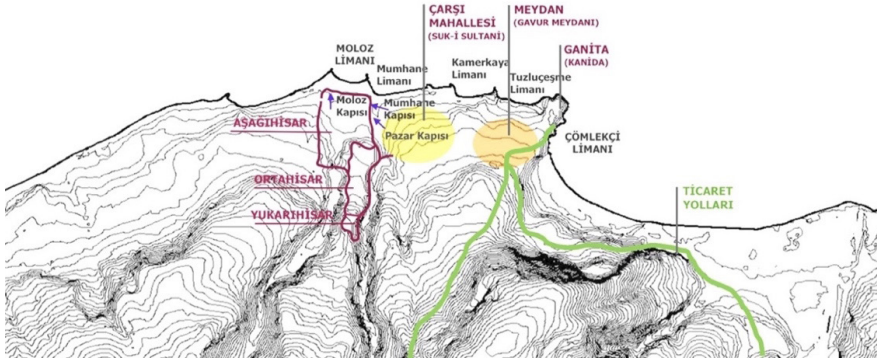 ÇARŞI
MAHALLESİ
(SUK-İ SULTANİ)
MEYDAN
(GAVUR MEYDANI)
GANİTA
(KANİDA)
MOLOZ
LİMANI
Mumhane
Limanı
Kamerkaya
Limanı
Tuzluçeşme
Limanı
Moloz
Kapısı
Mumhane
Kapısı
Pazar Kapısı
AŞAĞIHİSAR
ÇÖMLEKÇİ
LİMANI
ORTAHİSAR
YUKARIHİSAR
TİCARET
YOLLARI